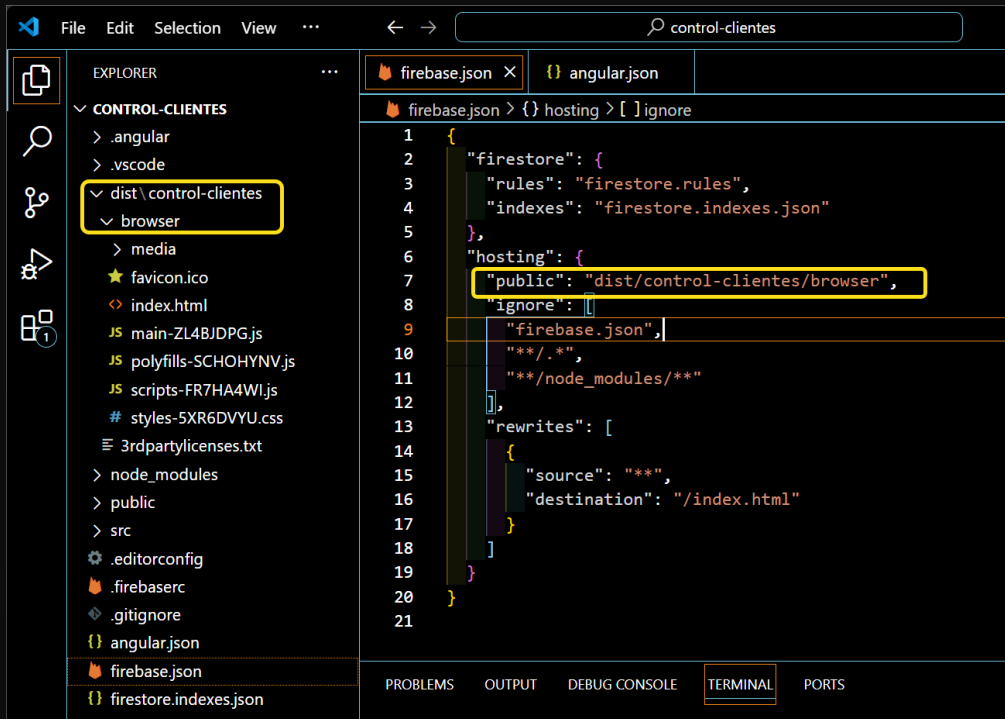 File Edit Selection View ··· control-clientes
EXPLORER ···
CONTROL-CLIENTES
.angular
.vscode
dist\control-clientes
browser
media
favicon.ico
<> index.html
JS main-ZL4BJDPG.js
JS polyfills-SCHOHYNV.js
JS scripts-FR7HA4WI.js
# styles-5XR6DVYU.css
3rdpartylicenses.txt
node_modules
public
src
.editorconfig
.firebaserc
.gitignore
{} angular.json
firebase.json
{} firestore.indexes.json
1
firebase.json × {} angular.json
firebase.json > {} hosting > [ ] ignore
1 {
2 "firestore": {
3 "rules": "firestore.rules",
4 "indexes": "firestore.indexes.json"
5 },
6 "hosting": {
7 "public": "dist/control-clientes/browser",
8 "ignore": [
9 "firebase.json",
10 "**/.*",
11 "**/node_modules/**"
12 ],
13 "rewrites": [
14 {
15 "source": "**",
16 "destination": "/index.html"
17 }
18 ]
19 }
20 }
21
PROBLEMS OUTPUT DEBUG CONSOLE TERMINAL PORTS